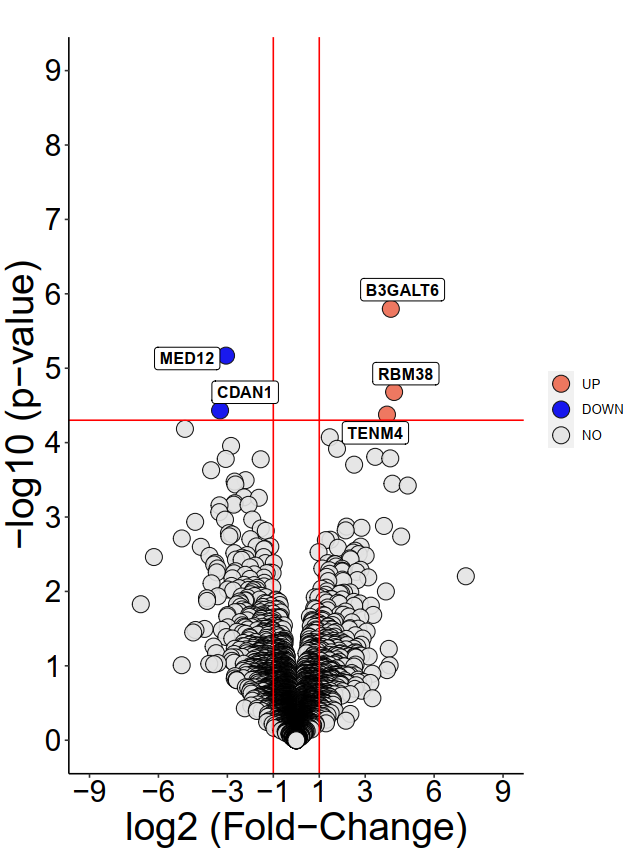 9
8
7
6
5
4
3
2
1
0
−log10 (p−value)
B3GALT6
MED12
RBM38
CDAN1
TENM4
UP
DOWN
NO
−9 −6 −3 −1 1 3 6 9
log2 (Fold−Change)